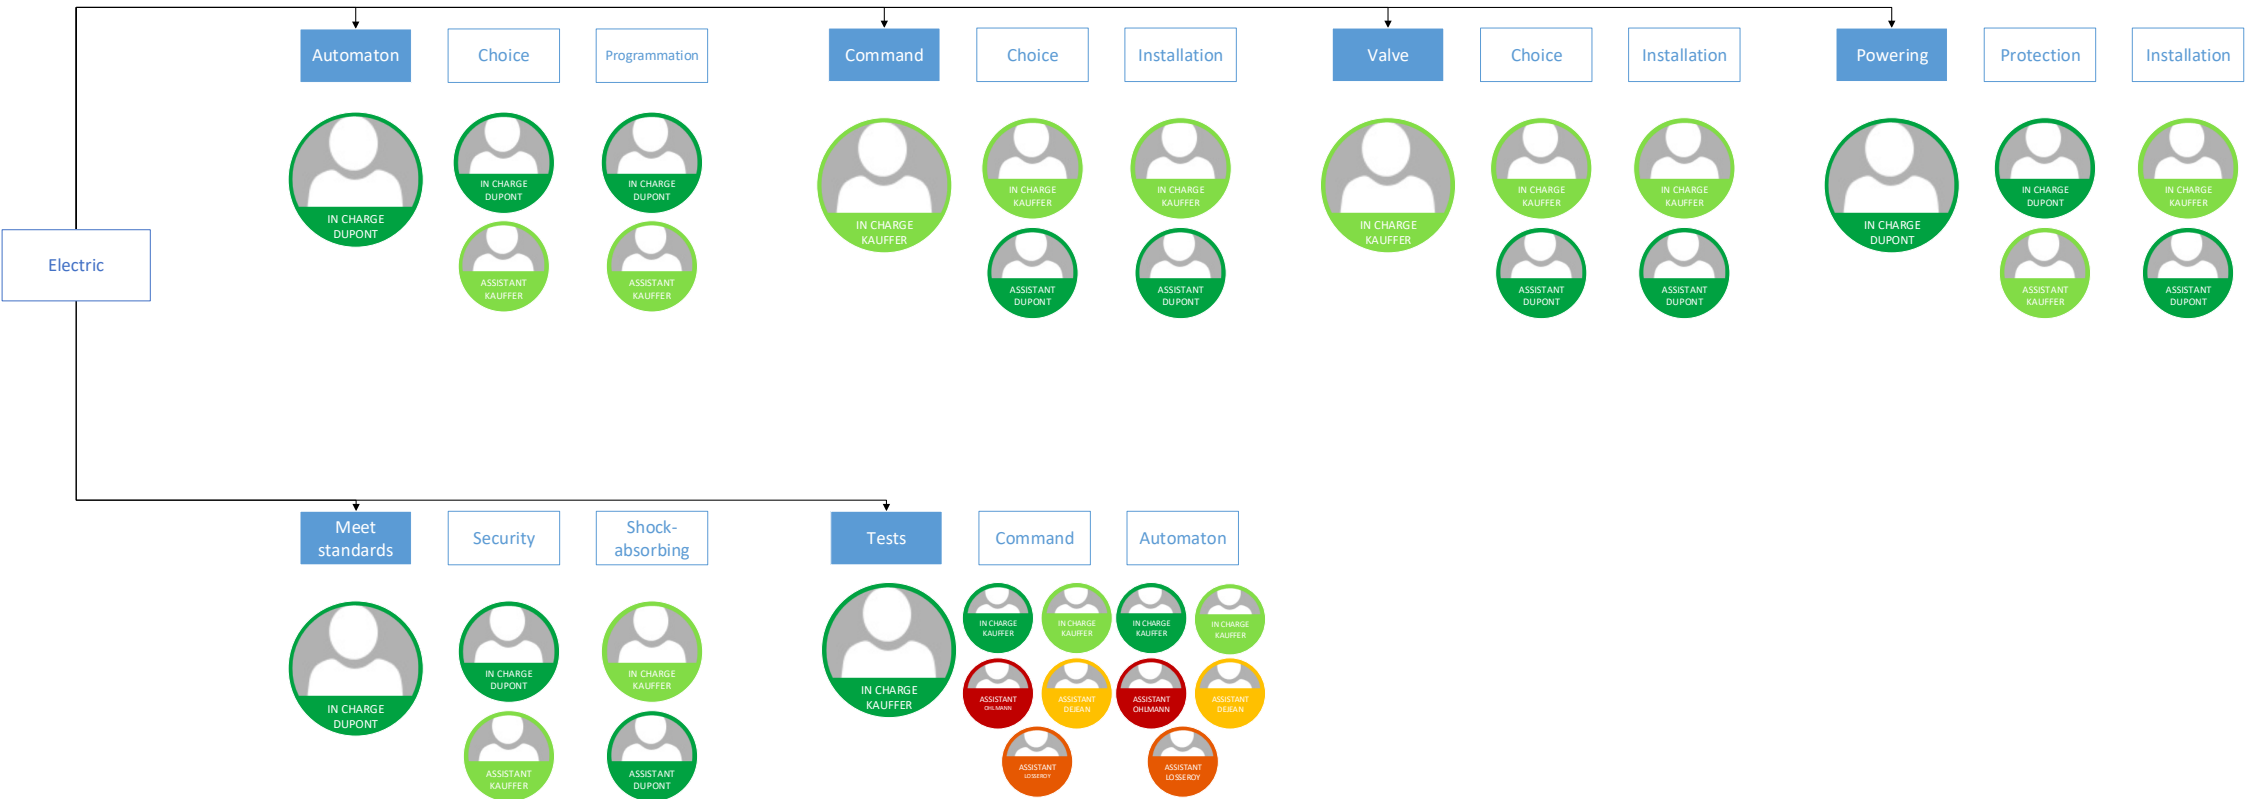 Automaton
Choice
Programmation
Command
Choice
Installation
Valve
Choice
Installation
Powering
Protection
Installation
IN CHARGE
DUPONT
IN CHARGE
DUPONT
IN CHARGE
DUPONT
IN CHARGE
KAUFFER
IN CHARGE
KAUFFER
IN CHARGE
KAUFFER
IN CHARGE
KAUFFER
IN CHARGE
KAUFFER
IN CHARGE
KAUFFER
IN CHARGE
DUPONT
IN CHARGE
DUPONT
IN CHARGE
KAUFFER
Electric
ASSISTANT
KAUFFER
ASSISTANT
KAUFFER
ASSISTANT
DUPONT
ASSISTANT
DUPONT
ASSISTANT
DUPONT
ASSISTANT
DUPONT
ASSISTANT
KAUFFER
ASSISTANT
DUPONT
Meet
standards
Security
Shock-
absorbing
Tests
Command
Automaton
IN CHARGE
DUPONT
IN CHARGE
DUPONT
IN CHARGE
KAUFFER
IN CHARGE
KAUFFER
IN CHARGE
KAUFFER
IN CHARGE
KAUFFER
IN CHARGE
KAUFFER
IN CHARGE
KAUFFER
ASSISTANT
OHLMANN
ASSISTANT
DEJEAN
ASSISTANT
OHLMANN
ASSISTANT
DEJEAN
ASSISTANT
KAUFFER
ASSISTANT
DUPONT
ASSISTANT
LOSSEROY
ASSISTANT
LOSSEROY